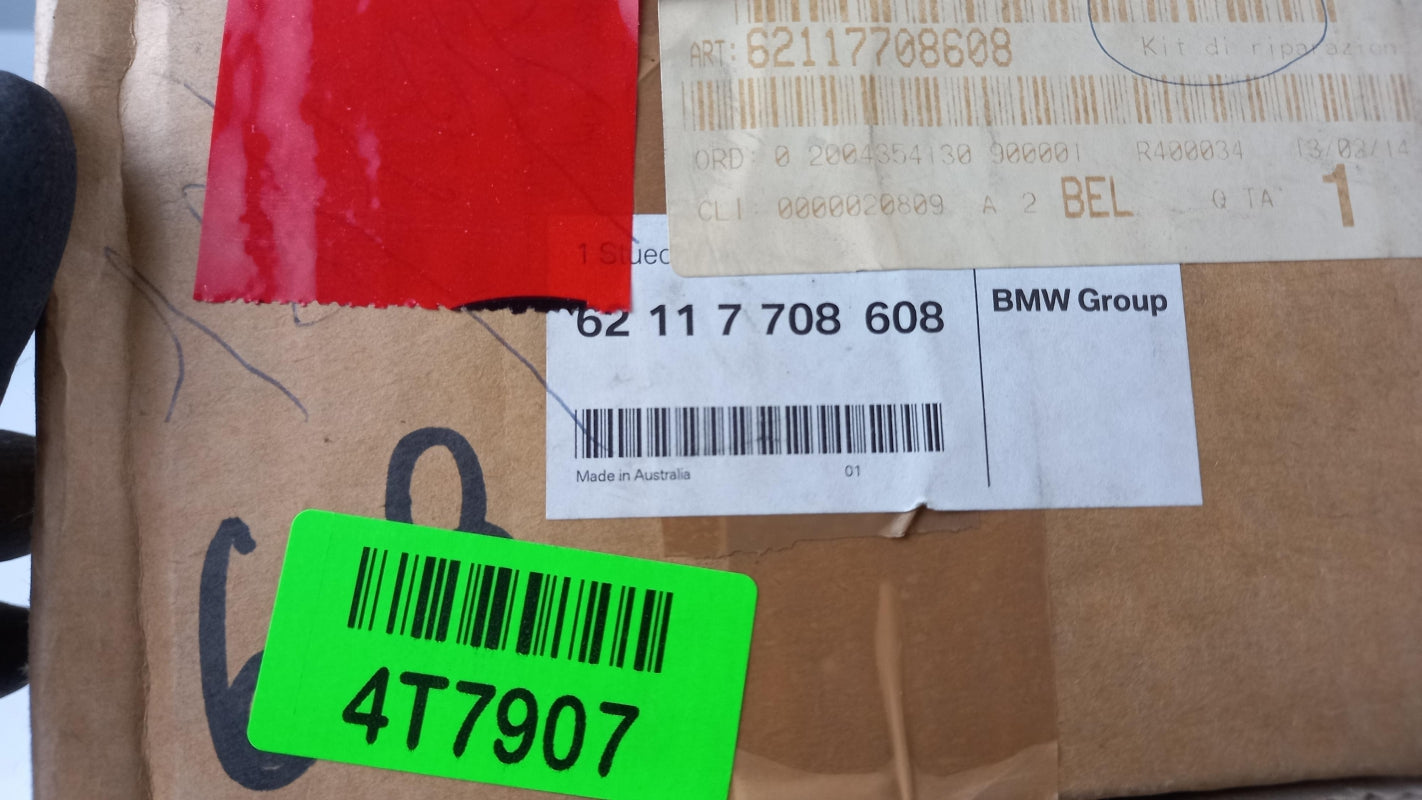 ART: 62117708608
Kit di riparazion
ORD: 0 2004354130 900001 R400034 13/03/14
CLI: 0000020809 A 2 BEL Q TA' 1
1 Stuec
62 11 7 708 608
BMW Group
Made in Australia 01
4T7907